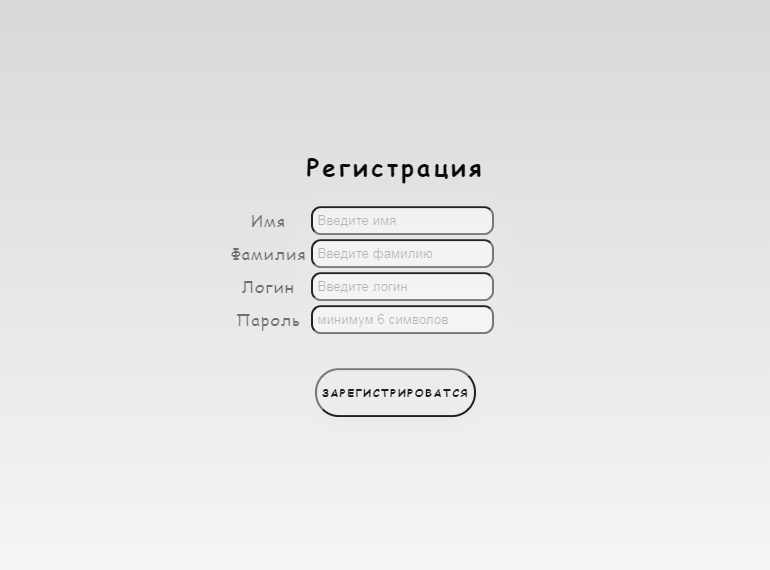 Регистрация
Имя Введите имя
Фамилия Введите фамилию
Логин Введите логин
Пароль минимум 6 символов
ЗАРЕГИСТРИРОВАТСЯ